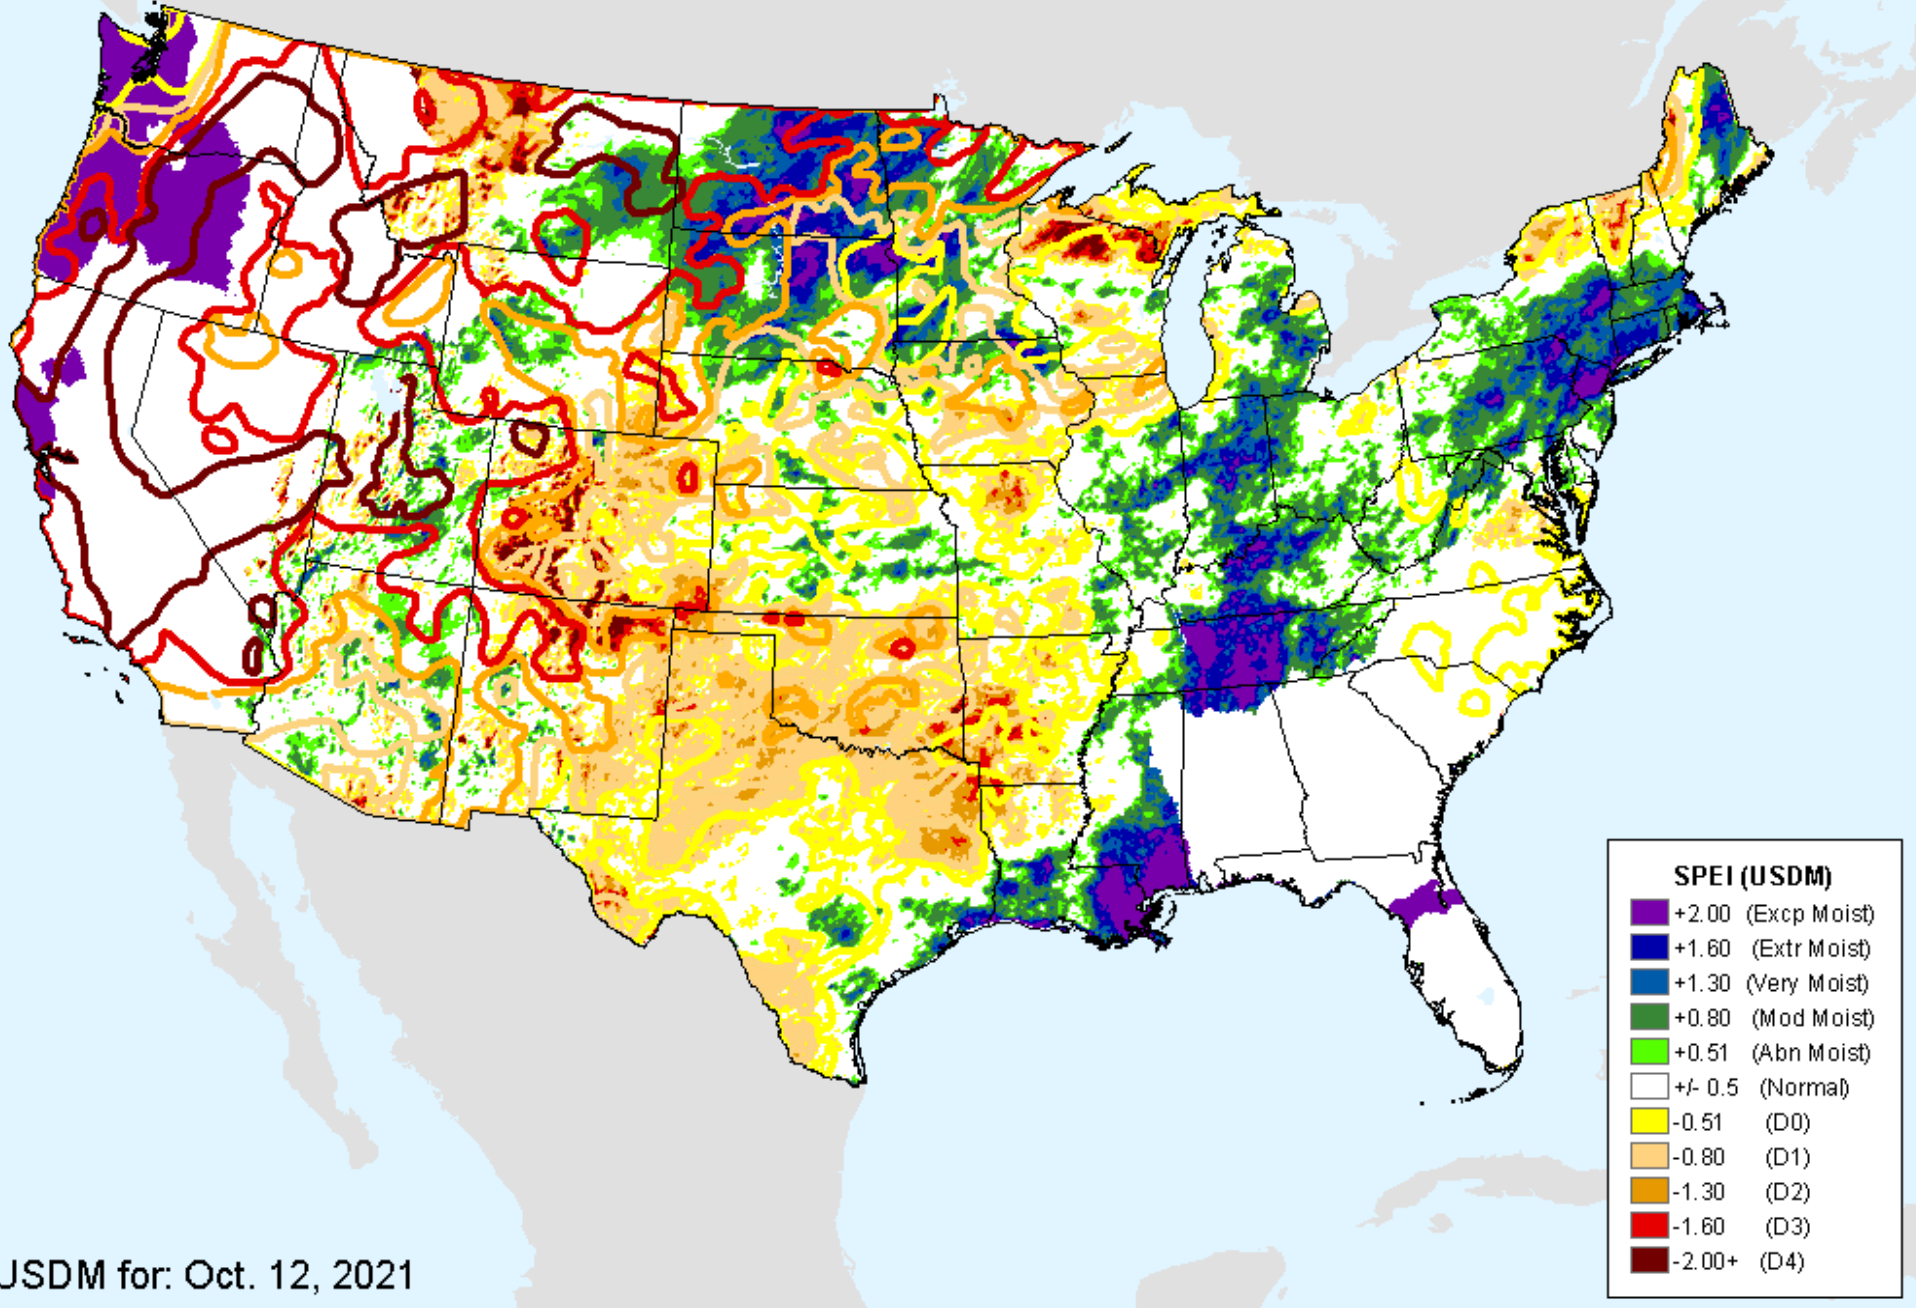 SPEI (USDM)
+2.00 (Excp Moist)
+1.60 (Extr Moist)
+1.30 (Very Moist)
+0.80 (Mod Moist)
+0.51 (Abn Moist)
+/- 0.5 (Normal)
-0.51 (D0)
-0.80 (D1)
-1.30 (D2)
-1.60 (D3)
-2.00+ (D4)
USDM for: Oct. 12, 2021